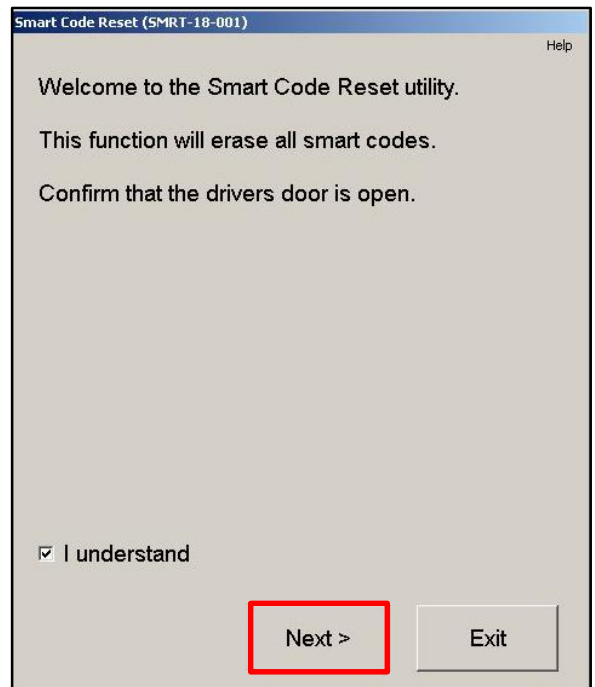 Smart Code Reset (SMRT-18-001)
Help
Welcome to the Smart Code Reset utility.
This function will erase all smart codes.
Confirm that the drivers door is open.
I understand
Next >
Exit